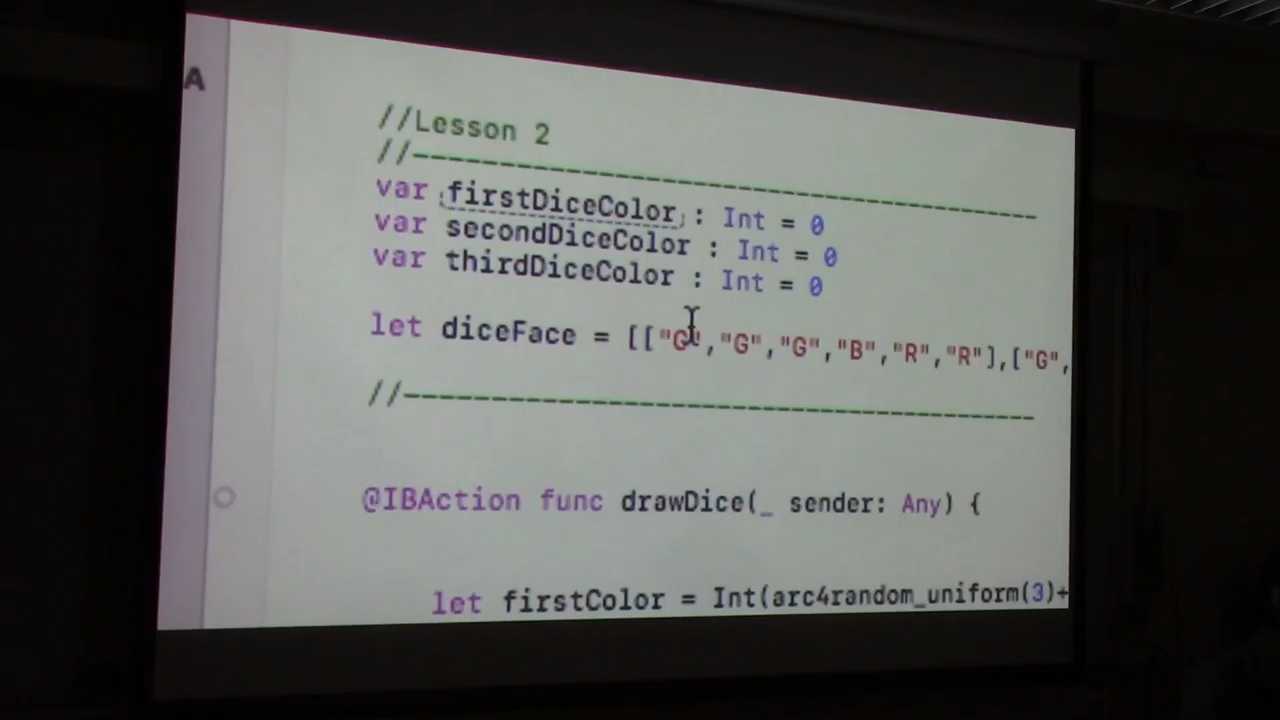 A
//Lesson 2
//----------------------------------------
var firstDiceColor : Int = 0
var secondDiceColor : Int = 0
var thirdDiceColor : Int = 0
let diceFace = [["G","G","G","B","R","R"],["G",
//----------------------------------------
@IBAction func drawDice(_ sender: Any) {
let firstColor = Int(arc4random_uniform(3)+